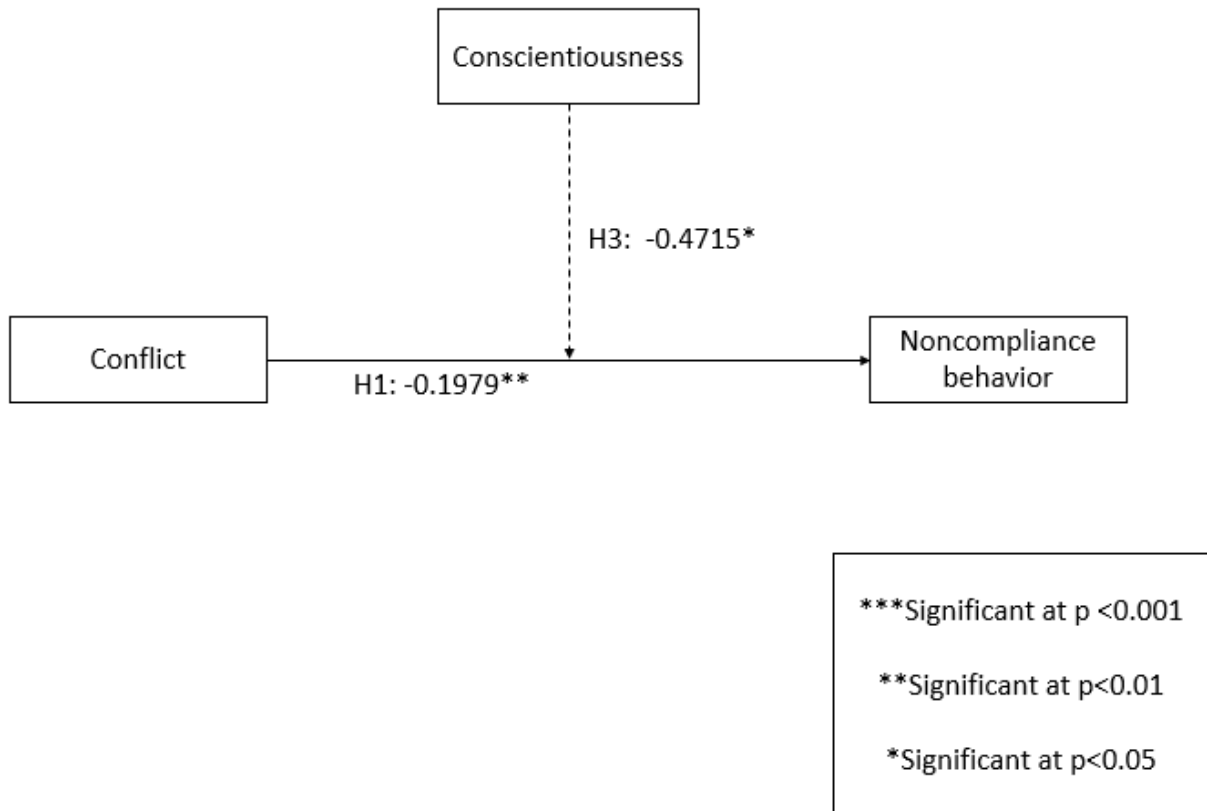 Conscientiousness
H3:  -0.4715*
Conflict
H1: -0.1979**
Noncompliance
behavior
***Significant at p <0.001
**Significant at p<0.01
*Significant at p<0.05